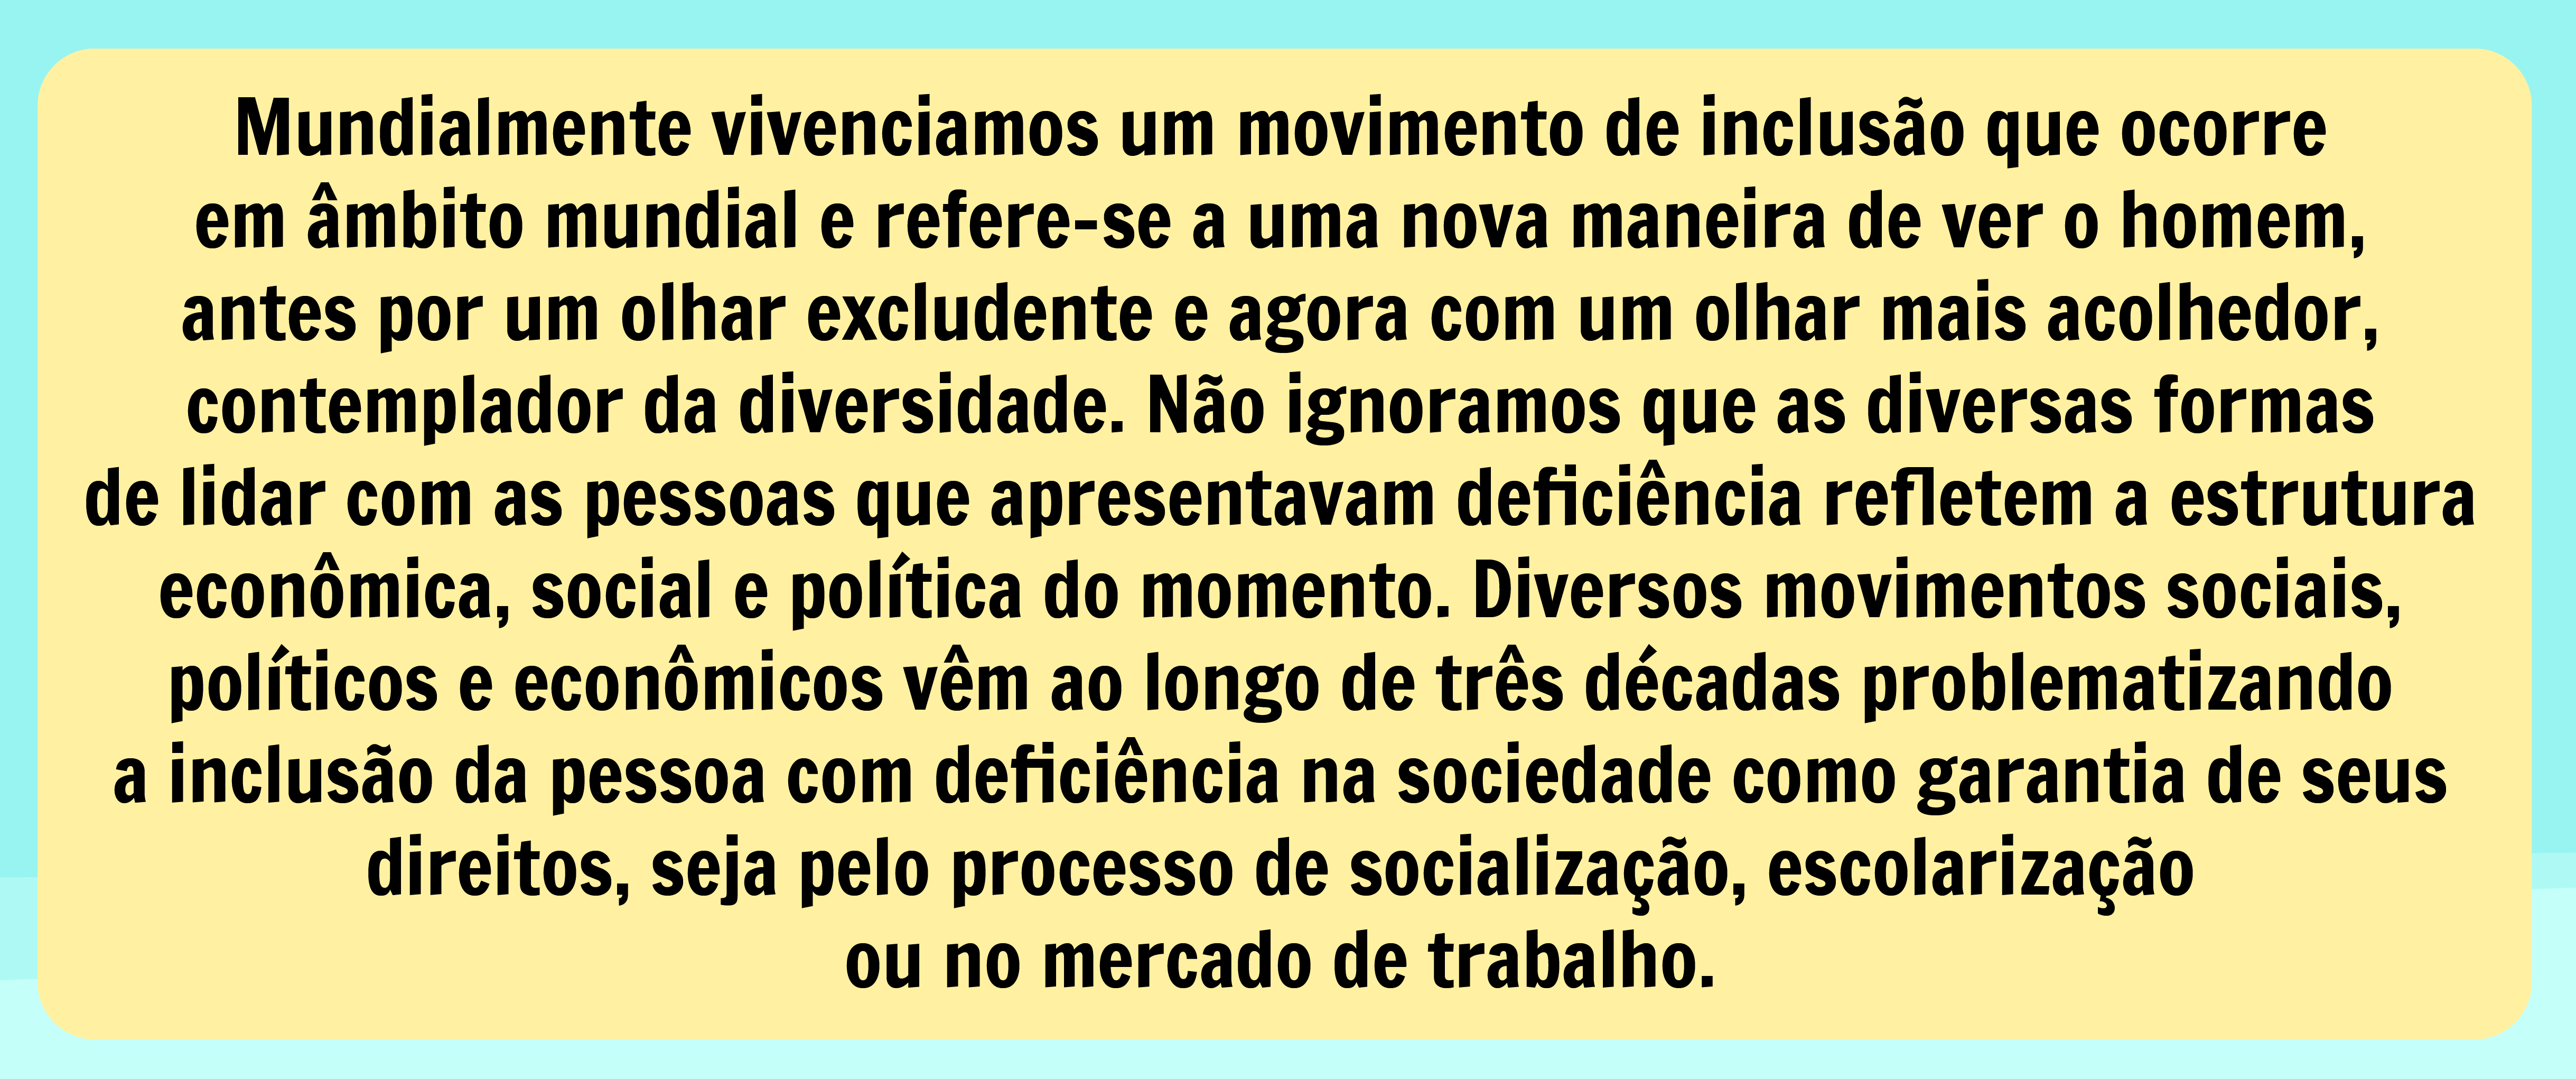 Mundialmente vivenciamos um movimento de inclusão que ocorre
em âmbito mundial e refere-se a uma nova maneira de ver o homem,
antes por um olhar excludente e agora com um olhar mais acolhedor,
contemplador da diversidade. Não ignoramos que as diversas formas
de lidar com as pessoas que apresentavam deficiência refletem a estrutura
econômica, social e política do momento. Diversos movimentos sociais,
políticos e econômicos vêm ao longo de três décadas problematizando
a inclusão da pessoa com deficiência na sociedade como garantia de seus
direitos, seja pelo processo de socialização, escolarização
ou no mercado de trabalho.